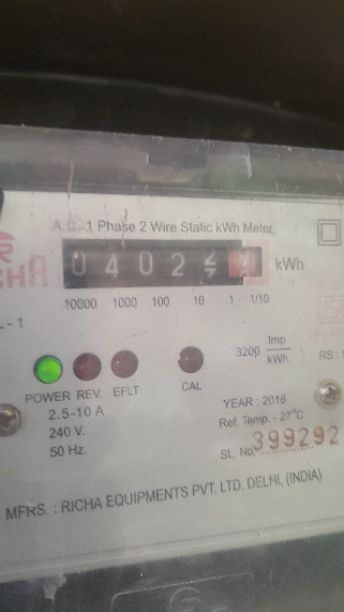 A.C. 1 Phase 2 Wire Static kWh Meter.
0402 kWh
10000 1000 100 10 1 1/10
L - 1
3200 Imp
kWh
RS :
POWER REV. EFLT CAL
2.5-10 A
240 V.
50 Hz.
YEAR : 2016
Ref. Temp. - 27°C
SL. No. 399292
MFRS. : RICHA EQUIPMENTS PVT. LTD. DELHI, (INDIA)